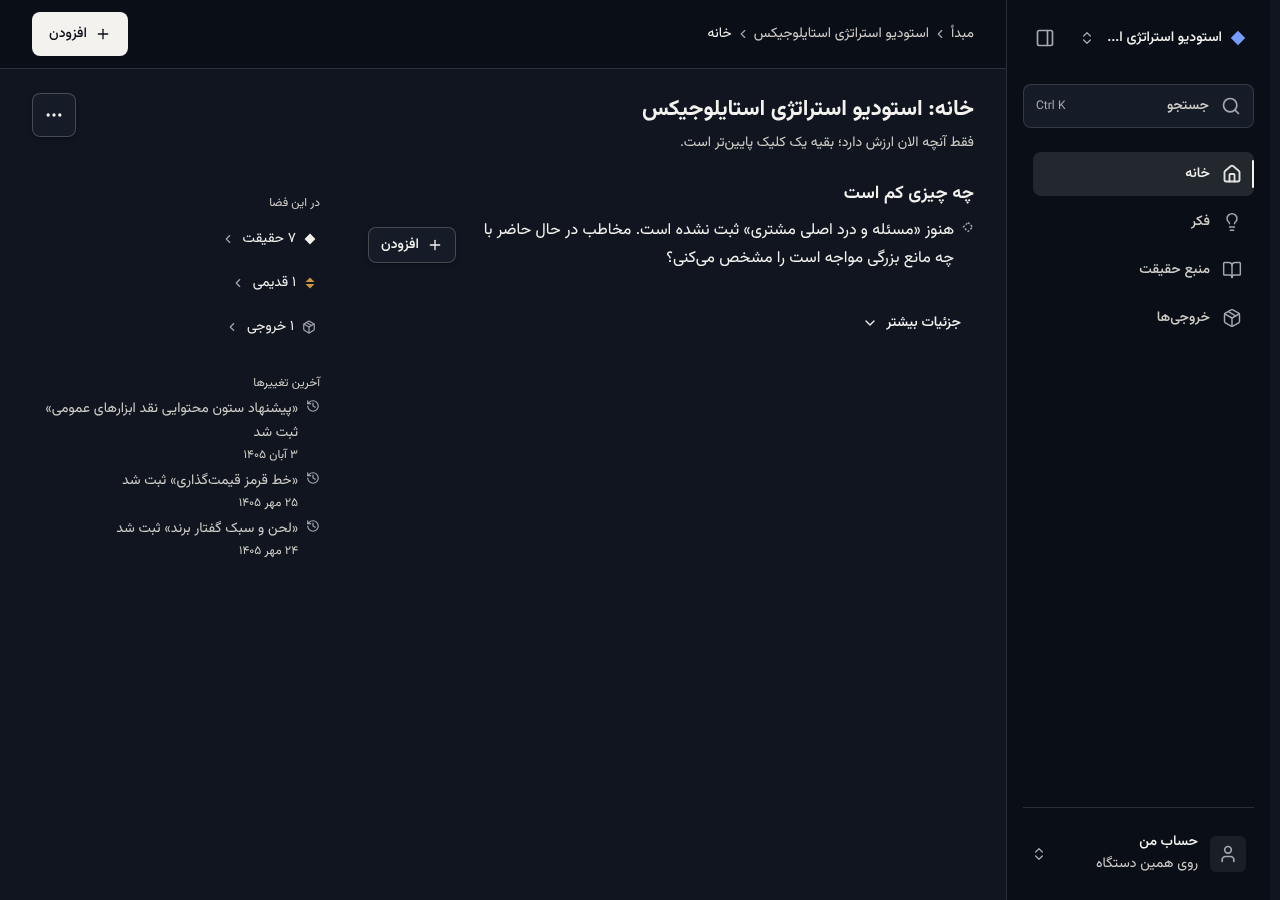 استودیو استراتژی ا...
جستجو
Ctrl K
خانه
فکر
منبع حقیقت
خروجی‌ها
حساب من
روی همین دستگاه
مبدأ
استودیو استراتژی استایلوجیکس
خانه
افزودن
خانه: استودیو استراتژی استایلوجیکس
فقط آنچه الان ارزش دارد؛ بقیه یک کلیک پایین‌تر است.
چه چیزی کم است
هنوز «مسئله و درد اصلی مشتری» ثبت نشده است. مخاطب در حال حاضر با
چه مانع بزرگی مواجه است را مشخص می‌کنی؟
افزودن
جزئیات بیشتر
در این فضا
۷ حقیقت
۱ قدیمی
۱ خروجی
آخرین تغییرها
«پیشنهاد ستون محتوایی نقد ابزارهای عمومی»
ثبت شد
۳ آبان ۱۴۰۵
«خط قرمز قیمت‌گذاری» ثبت شد
۲۵ مهر ۱۴۰۵
«لحن و سبک گفتار برند» ثبت شد
۲۴ مهر ۱۴۰۵